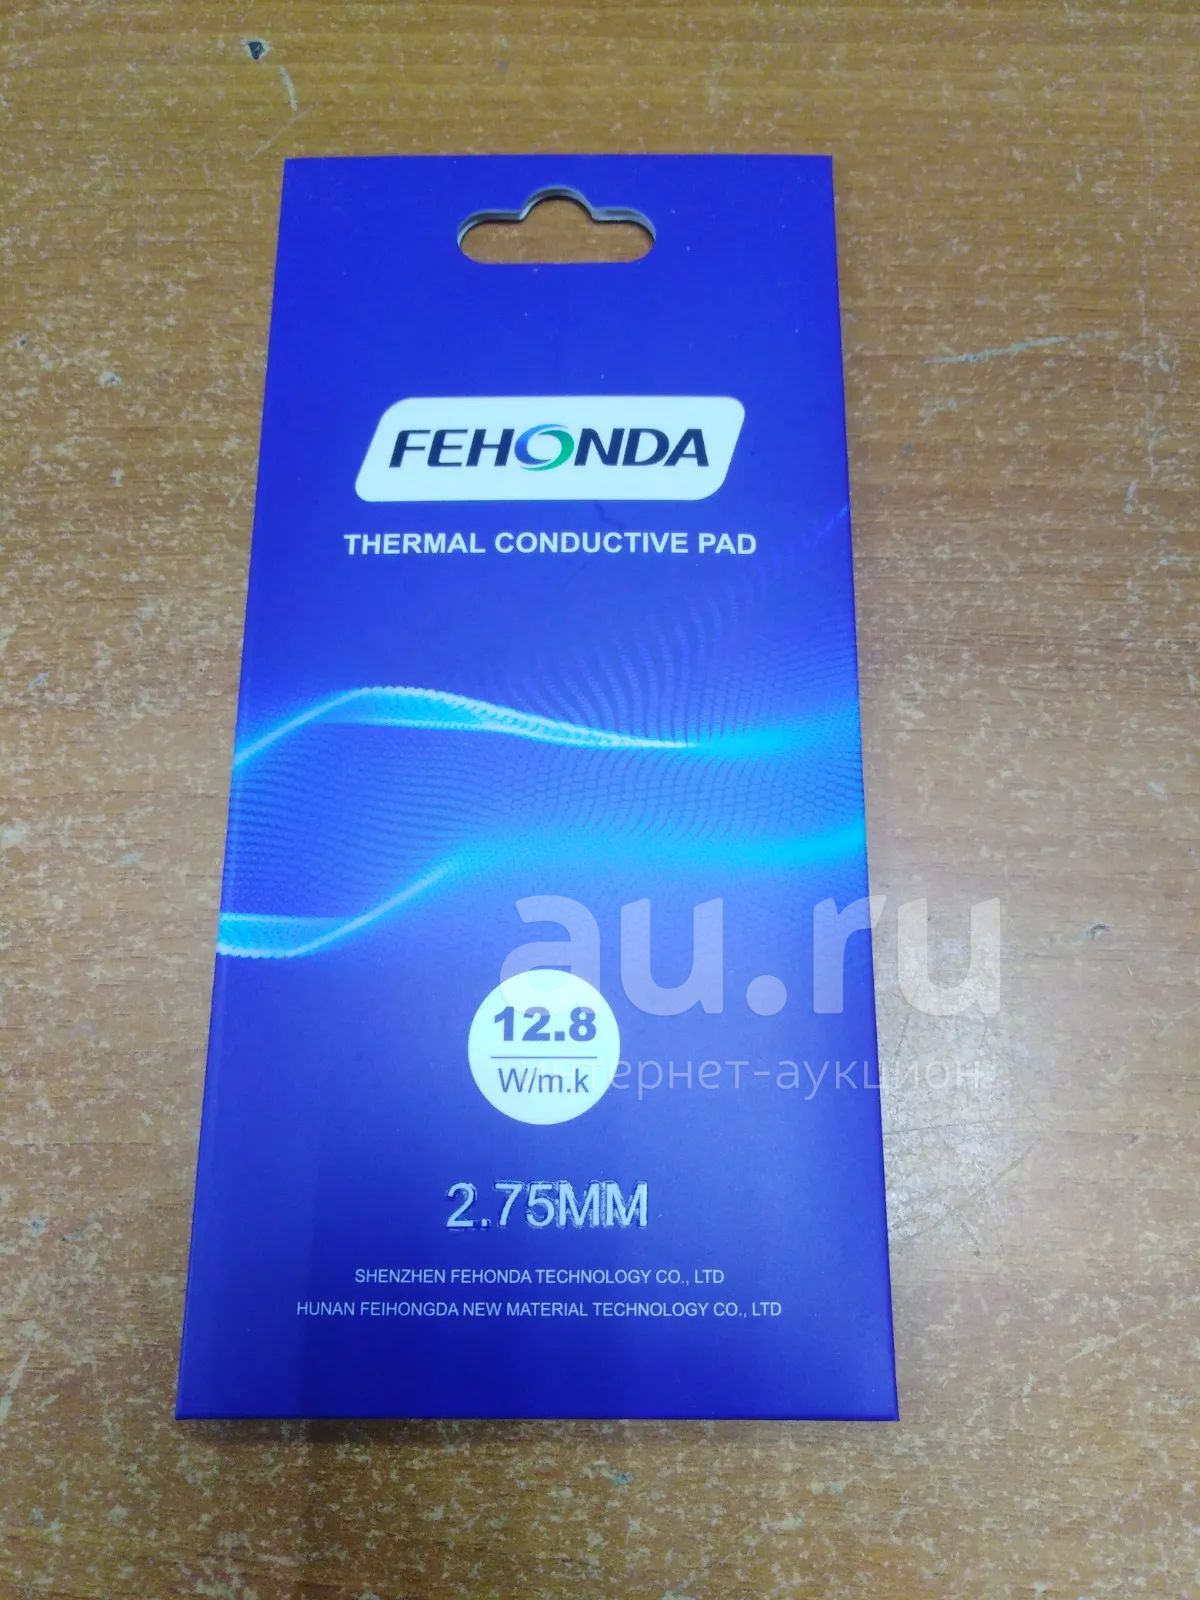 FEHONDA
THERMAL CONDUCTIVE PAD
au.ru
интернет-аукцион
12.8
W/m.k
2.75MM
SHENZHEN FEHONDA TECHNOLOGY CO., LTD
HUNAN FEIHONGDA NEW MATERIAL TECHNOLOGY CO., LTD